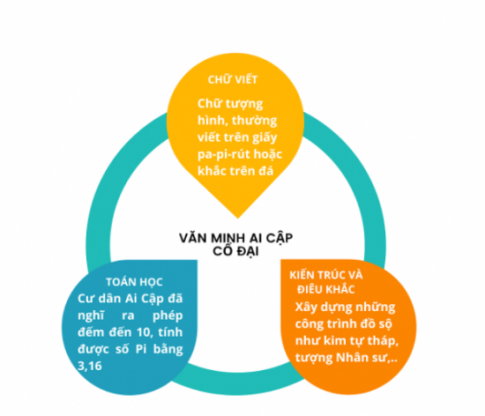 CHỮ VIẾT
Chữ tượng
hình, thường
viết trên giấy
pa-pi-rút hoặc
khắc trên đá
VĂN MINH AI CẬP
CỔ ĐẠI
TOÁN HỌC
Cư dân Ai Cập đã
nghĩ ra phép
đếm đến 10, tính
được số Pi bằng
3,16
KIẾN TRÚC VÀ
ĐIÊU KHẮC
Xây dựng những
công trình đồ sộ
như kim tự tháp,
tượng Nhân sư,..